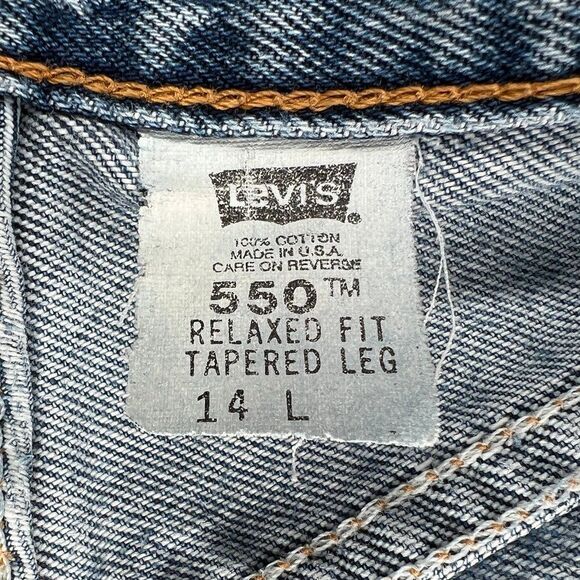 LEVI'S ®
100% COTTON
MADE IN U.S.A.
CARE ON REVERSE
550™
RELAXED FIT
TAPERED LEG
14 L